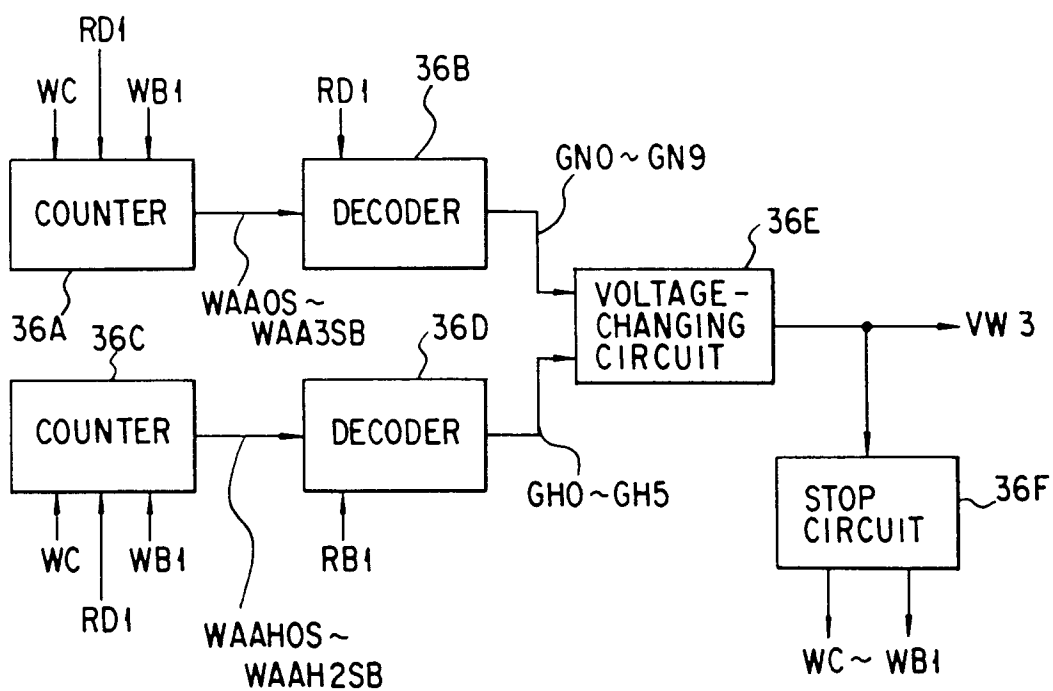 RD1
WC
WB1
RD1
36B
COUNTER
DECODER
GN0~GN9
36A
WAA0S~
WAA3SB
36E
VOLTAGE-
CHANGING
CIRCUIT
VW3
36C
36D
COUNTER
DECODER
GH0~GH5
WC
WB1
RD1
RB1
WAAH0S~
WAAH2SB
36F
STOP
CIRCUIT
WC~WB1